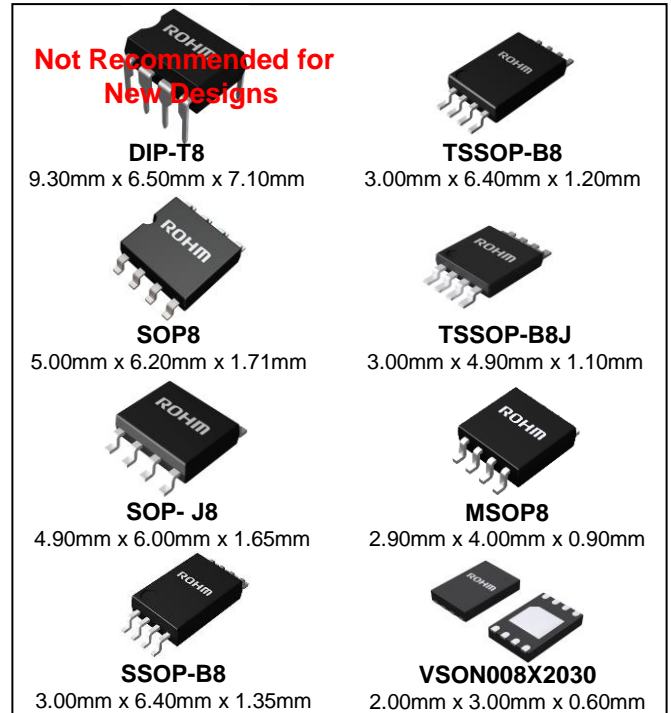 ROHM
Not Recommended for
New Designs
DIP-T8
9.30mm x 6.50mm x 7.10mm
ROHM
TSSOP-B8
3.00mm x 6.40mm x 1.20mm
ROHM
SOP8
5.00mm x 6.20mm x 1.71mm
ROHM
TSSOP-B8J
3.00mm x 4.90mm x 1.10mm
ROHM
SOP- J8
4.90mm x 6.00mm x 1.65mm
ROHM
MSOP8
2.90mm x 4.00mm x 0.90mm
ROHM
SSOP-B8
3.00mm x 6.40mm x 1.35mm
ROHM
VSON008X2030
2.00mm x 3.00mm x 0.60mm